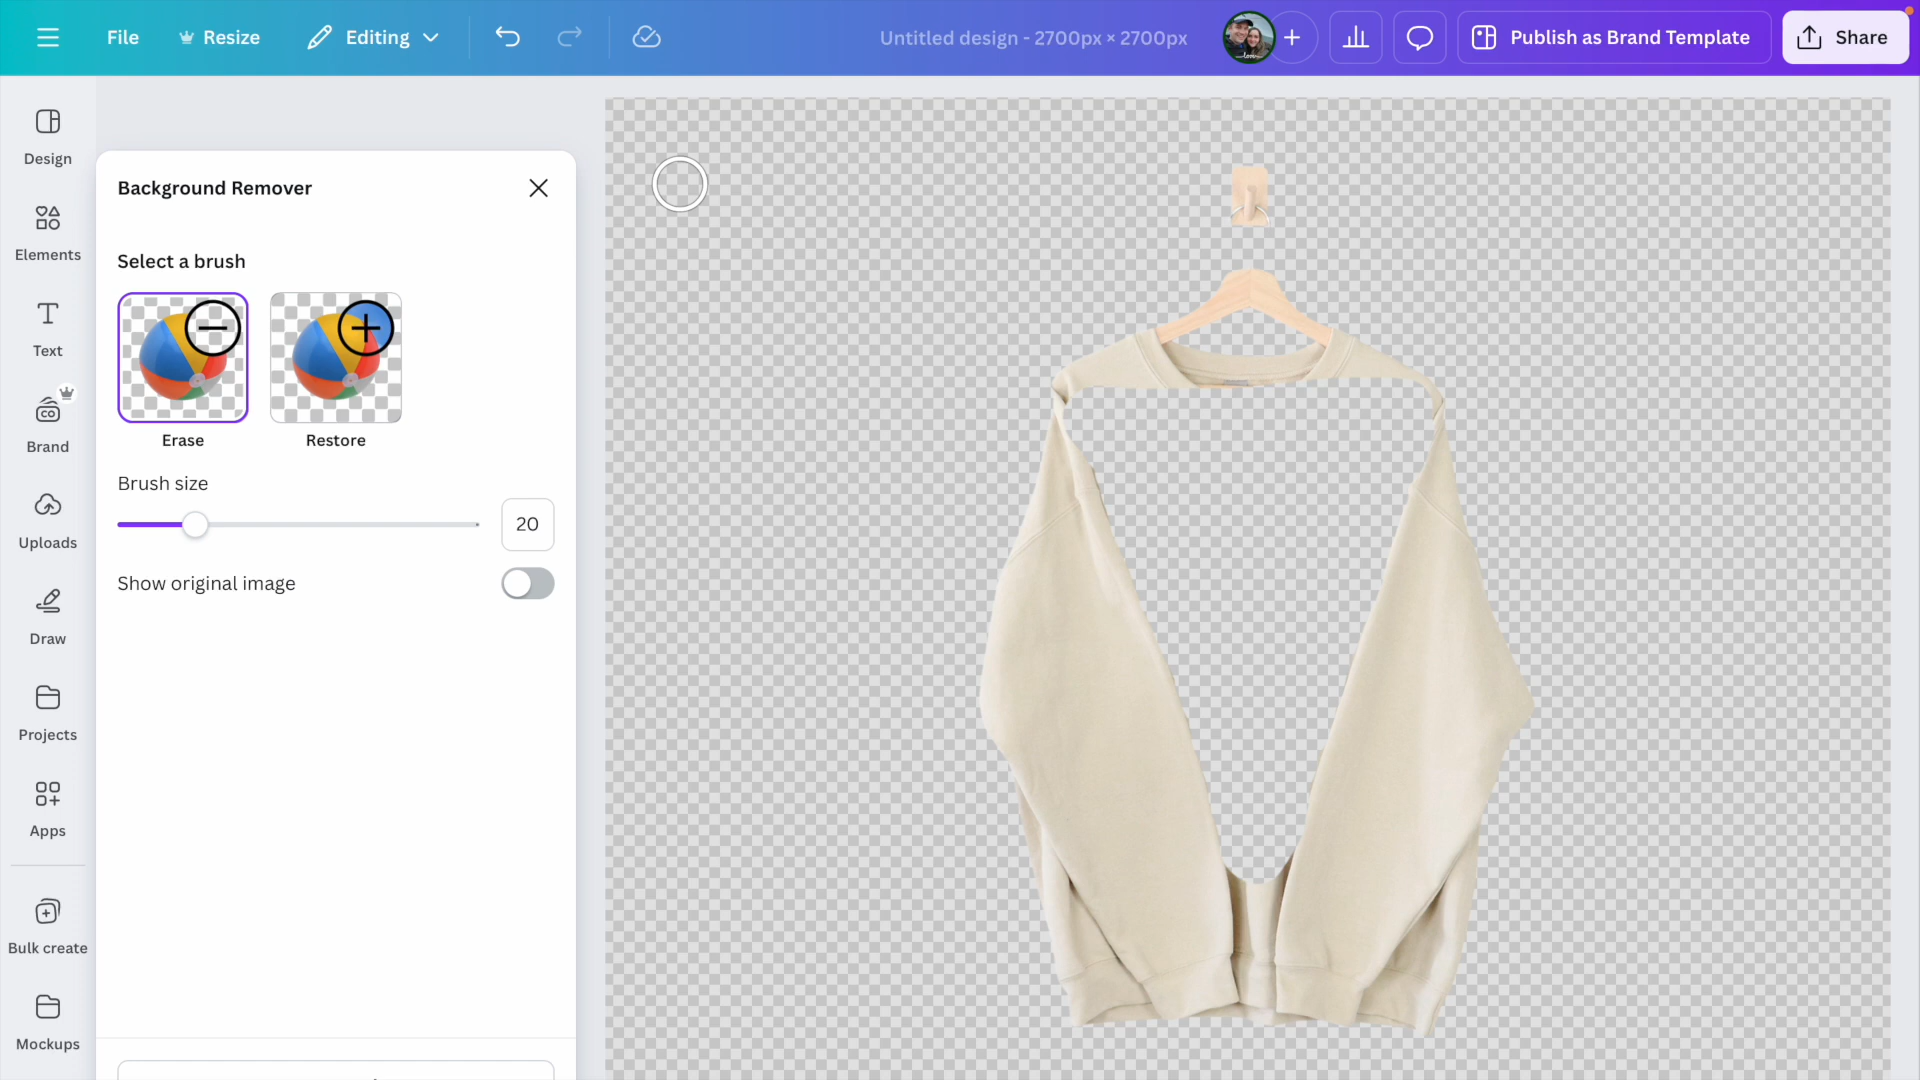 File
Resize
Editing
Untitled design - 2700px × 2700px
Publish as Brand Template
Share
Design
Elements
Text
Brand
Uploads
Draw
Projects
Apps
Bulk create
Mockups
Background Remover
Select a brush
Erase
Restore
Brush size
20
Show original image